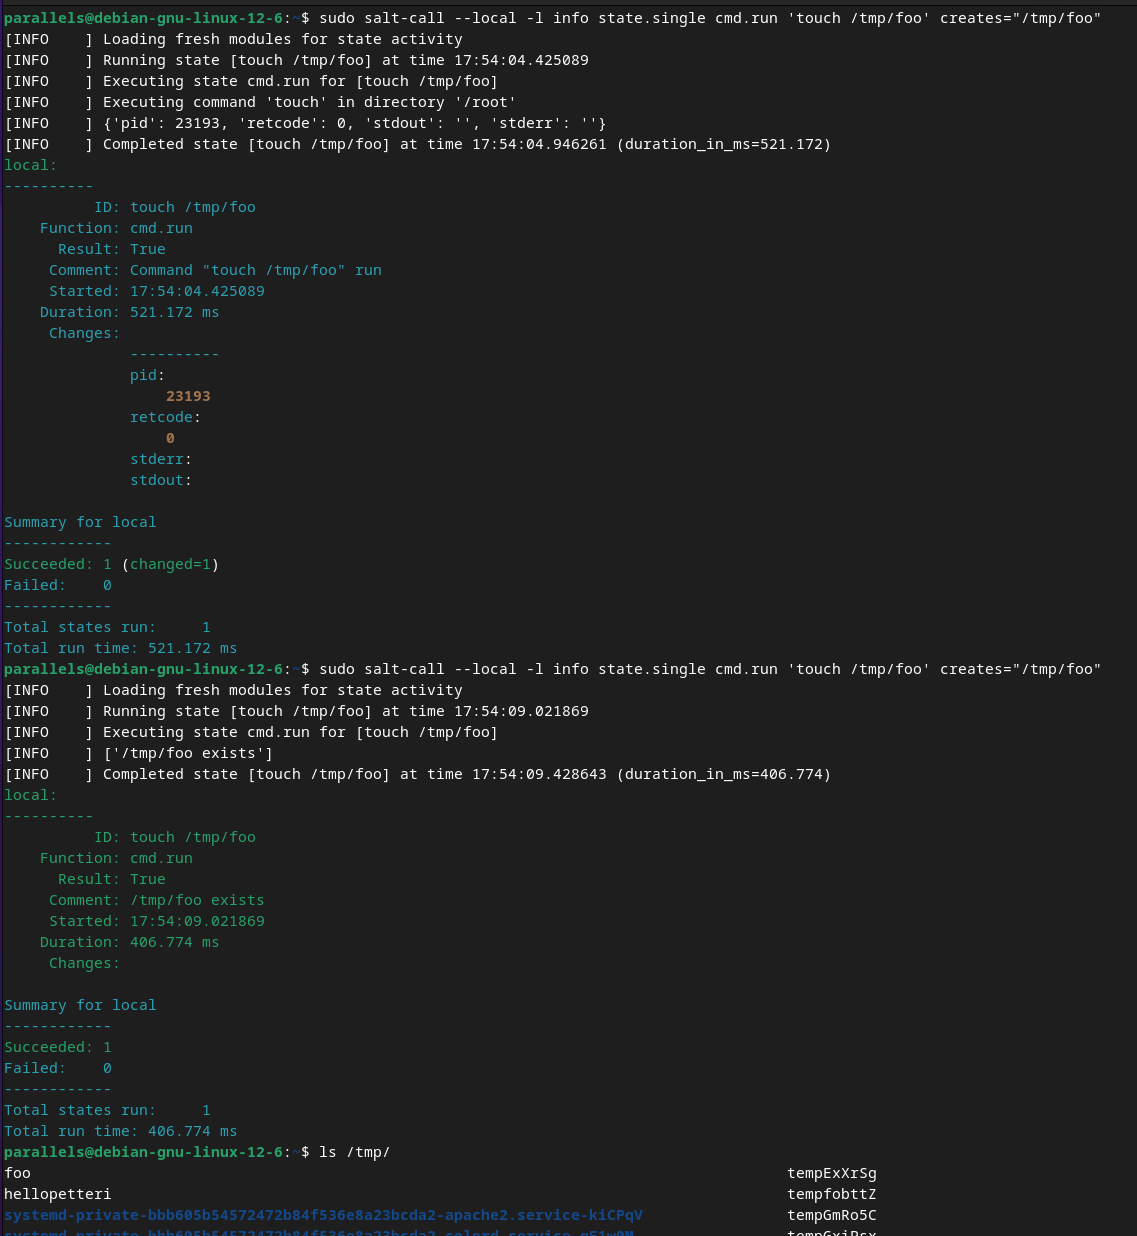 parallels@debian-gnu-linux-12-6:~$ sudo salt-call --local -l info state.single cmd.run 'touch /tmp/foo' creates="/tmp/foo"
[INFO    ] Loading fresh modules for state activity
[INFO    ] Running state [touch /tmp/foo] at time 17:54:04.425089
[INFO    ] Executing state cmd.run for [touch /tmp/foo]
[INFO    ] Executing command 'touch' in directory '/root'
[INFO    ] {'pid': 23193, 'retcode': 0, 'stdout': '', 'stderr': ''}
[INFO    ] Completed state [touch /tmp/foo] at time 17:54:04.946261 (duration_in_ms=521.172)
local:
----------
          ID: touch /tmp/foo
    Function: cmd.run
      Result: True
     Comment: Command "touch /tmp/foo" run
     Started: 17:54:04.425089
    Duration: 521.172 ms
     Changes:
              ----------
              pid:
                  23193
              retcode:
                  0
              stderr:
              stdout:

Summary for local
------------
Succeeded: 1 (changed=1)
Failed:    0
------------
Total states run:     1
Total run time: 521.172 ms
parallels@debian-gnu-linux-12-6:~$ sudo salt-call --local -l info state.single cmd.run 'touch /tmp/foo' creates="/tmp/foo"
[INFO    ] Loading fresh modules for state activity
[INFO    ] Running state [touch /tmp/foo] at time 17:54:09.021869
[INFO    ] Executing state cmd.run for [touch /tmp/foo]
[INFO    ] ['/tmp/foo exists']
[INFO    ] Completed state [touch /tmp/foo] at time 17:54:09.428643 (duration_in_ms=406.774)
local:
----------
          ID: touch /tmp/foo
    Function: cmd.run
      Result: True
     Comment: /tmp/foo exists
     Started: 17:54:09.021869
    Duration: 406.774 ms
     Changes:

Summary for local
------------
Succeeded: 1
Failed:    0
------------
Total states run:     1
Total run time: 406.774 ms
parallels@debian-gnu-linux-12-6:~$ ls /tmp/
foo tempExXrSg
hellopetteri tempfobttZ
systemd-private-bbb605b54572472b84f536e8a23bcda2-apache2.service-kiCPqV tempGmRo5C